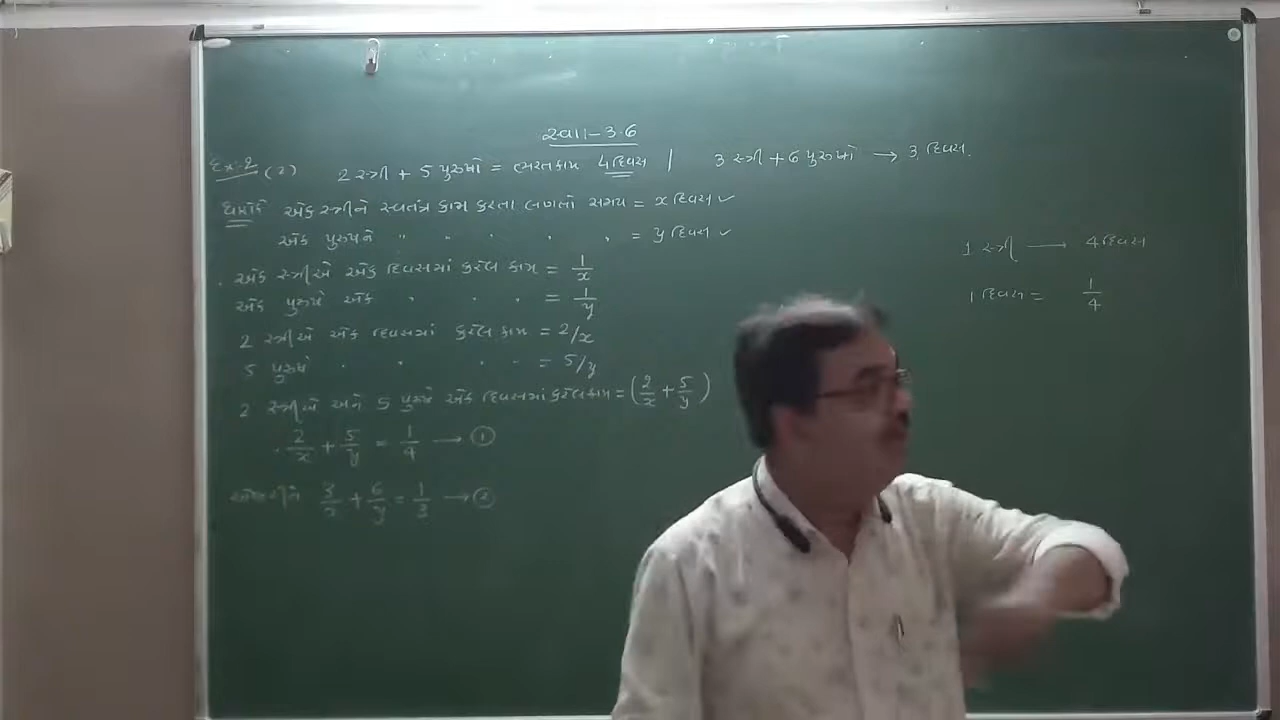 સ્વા-3.6
Ex-2 (2) 2 સ્ત્રી + 5 પુરુષો = ભરતકામ 4 દિવસ | 3 સ્ત્રી + 6 પુરુષો → 3 દિવસ.
ધારોકે એક સ્ત્રીને સ્વતંત્ર કામ કરતા લાગતો સમય = x દિવસ ✓
એક પુરુષને " " " " " = y દિવસ ✓
એક સ્ત્રીએ એક દિવસમાં કરેલ કામ = 1/x
એક પુરુષે એક " " " = 1/y
2 સ્ત્રીએ એક દિવસમાં કરેલ કામ = 2/x
5 પુરુષે " " " " = 5/y
2 સ્ત્રીએ અને 5 પુરુષે એક દિવસમાં કરેલ કામ = (2/x + 5/y)
2/x + 5/y = 1/4 → ①
3/x + 6/y = 1/3 → ②
1 સ્ત્રી → 4 દિવસ
1 દિવસ = 1/4